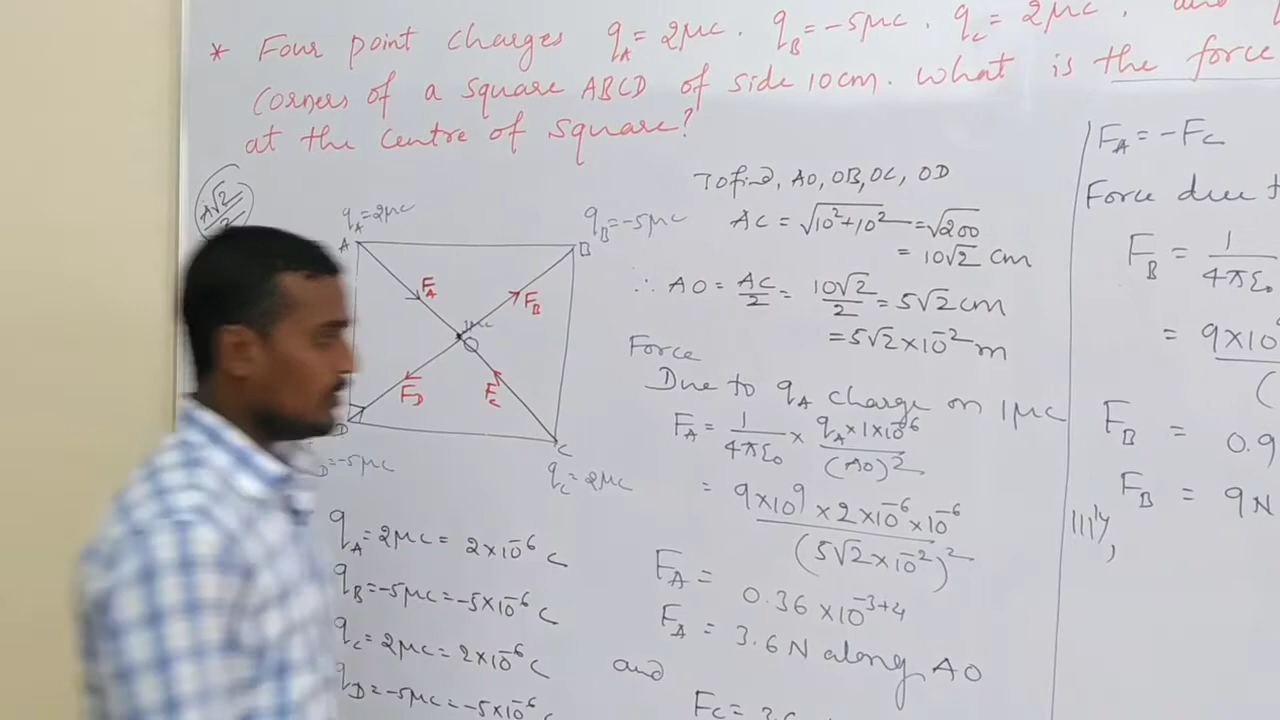 * Four point charges q_A = 2μC. q_B = -5μC. q_C = 2μC. and
corners of a square ABCD of side 10cm. What is the force
at the centre of square?
q_A = 2μC
q_B = -5μC
A
B
F_A
F_B
1μC
O
F_D
F_C
D
C
-5μC
q_C = 2μC
q_A = 2μC = 2×10⁻⁶ C
q_B = -5μC = -5×10⁻⁶ C
q_C = 2μC = 2×10⁻⁶ C
q_D = -5μC = -5×10⁻⁶ C
To find, AO, OB, OC, OD
AC = √10²+10² = √200
= 10√2 cm
∴ AO = AC/2 = 10√2/2 = 5√2 cm
= 5√2×10⁻² m
Force
Due to q_A charge on 1μC
F_A = 1/4πε₀ × q_A×1×10⁻⁶/(AO)²
= 9×10⁹×2×10⁻⁶×10⁻⁶/(5√2×10⁻²)²
F_A = 0.36×10⁻³⁺⁴
F_A = 3.6 N along AO
and
F_C = 3.6
F_A = -F_C
Force due
F_B = 1/4πε₀
= 9×10
F_B = 0.9
F_B = 9N
|||ly,